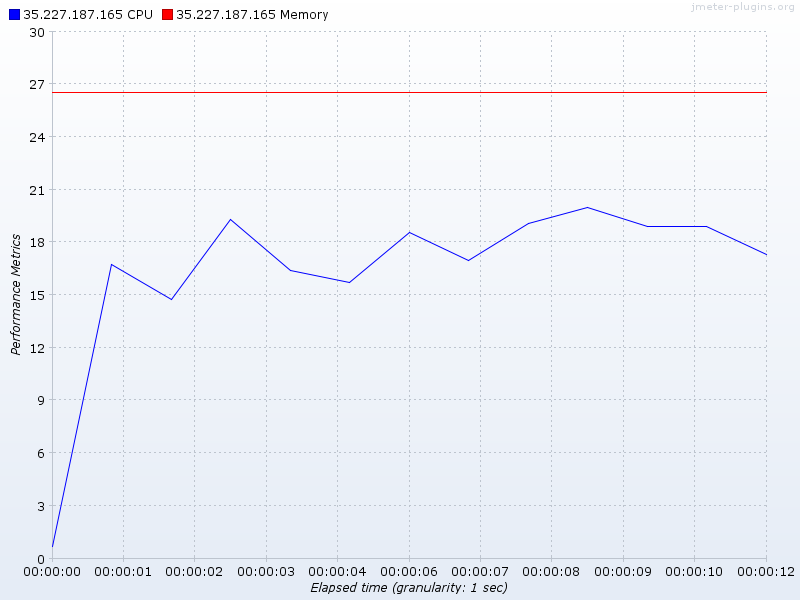 35.227.187.165 CPU 35.227.187.165 Memory
jmeter-plugins.org
30
27
24
21
18
15
12
9
6
3
0
Performance Metrics
00:00:00 00:00:01 00:00:02 00:00:03 00:00:04 00:00:06 00:00:07 00:00:08 00:00:09 00:00:10 00:00:12
Elapsed time (granularity: 1 sec)